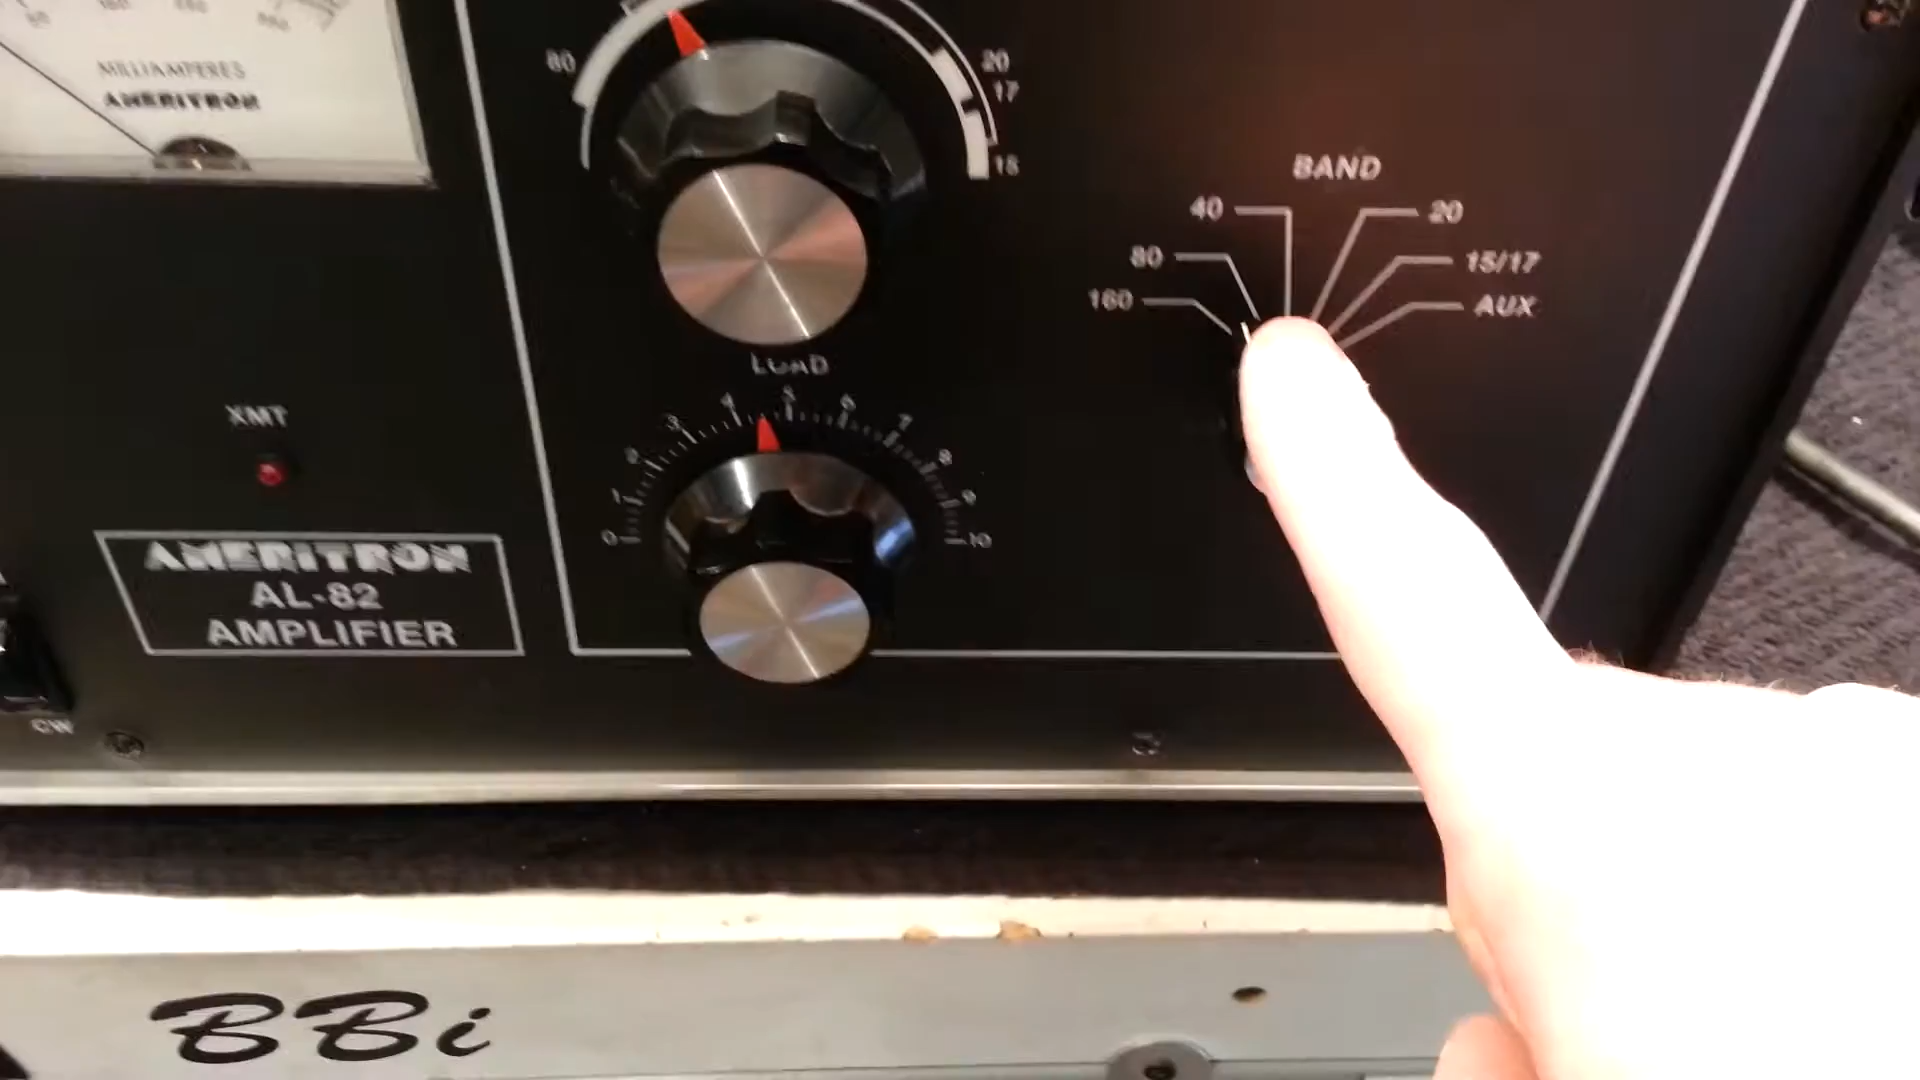 MILLIAMPERES
AMERITRON
80
20
17
15
BAND
40
20
80
15/17
160
AUX
LOAD
0 1 2 3 4 5 6 7 8 9 10
XMT
AMERITRON
AL-82
AMPLIFIER
CW
BBi